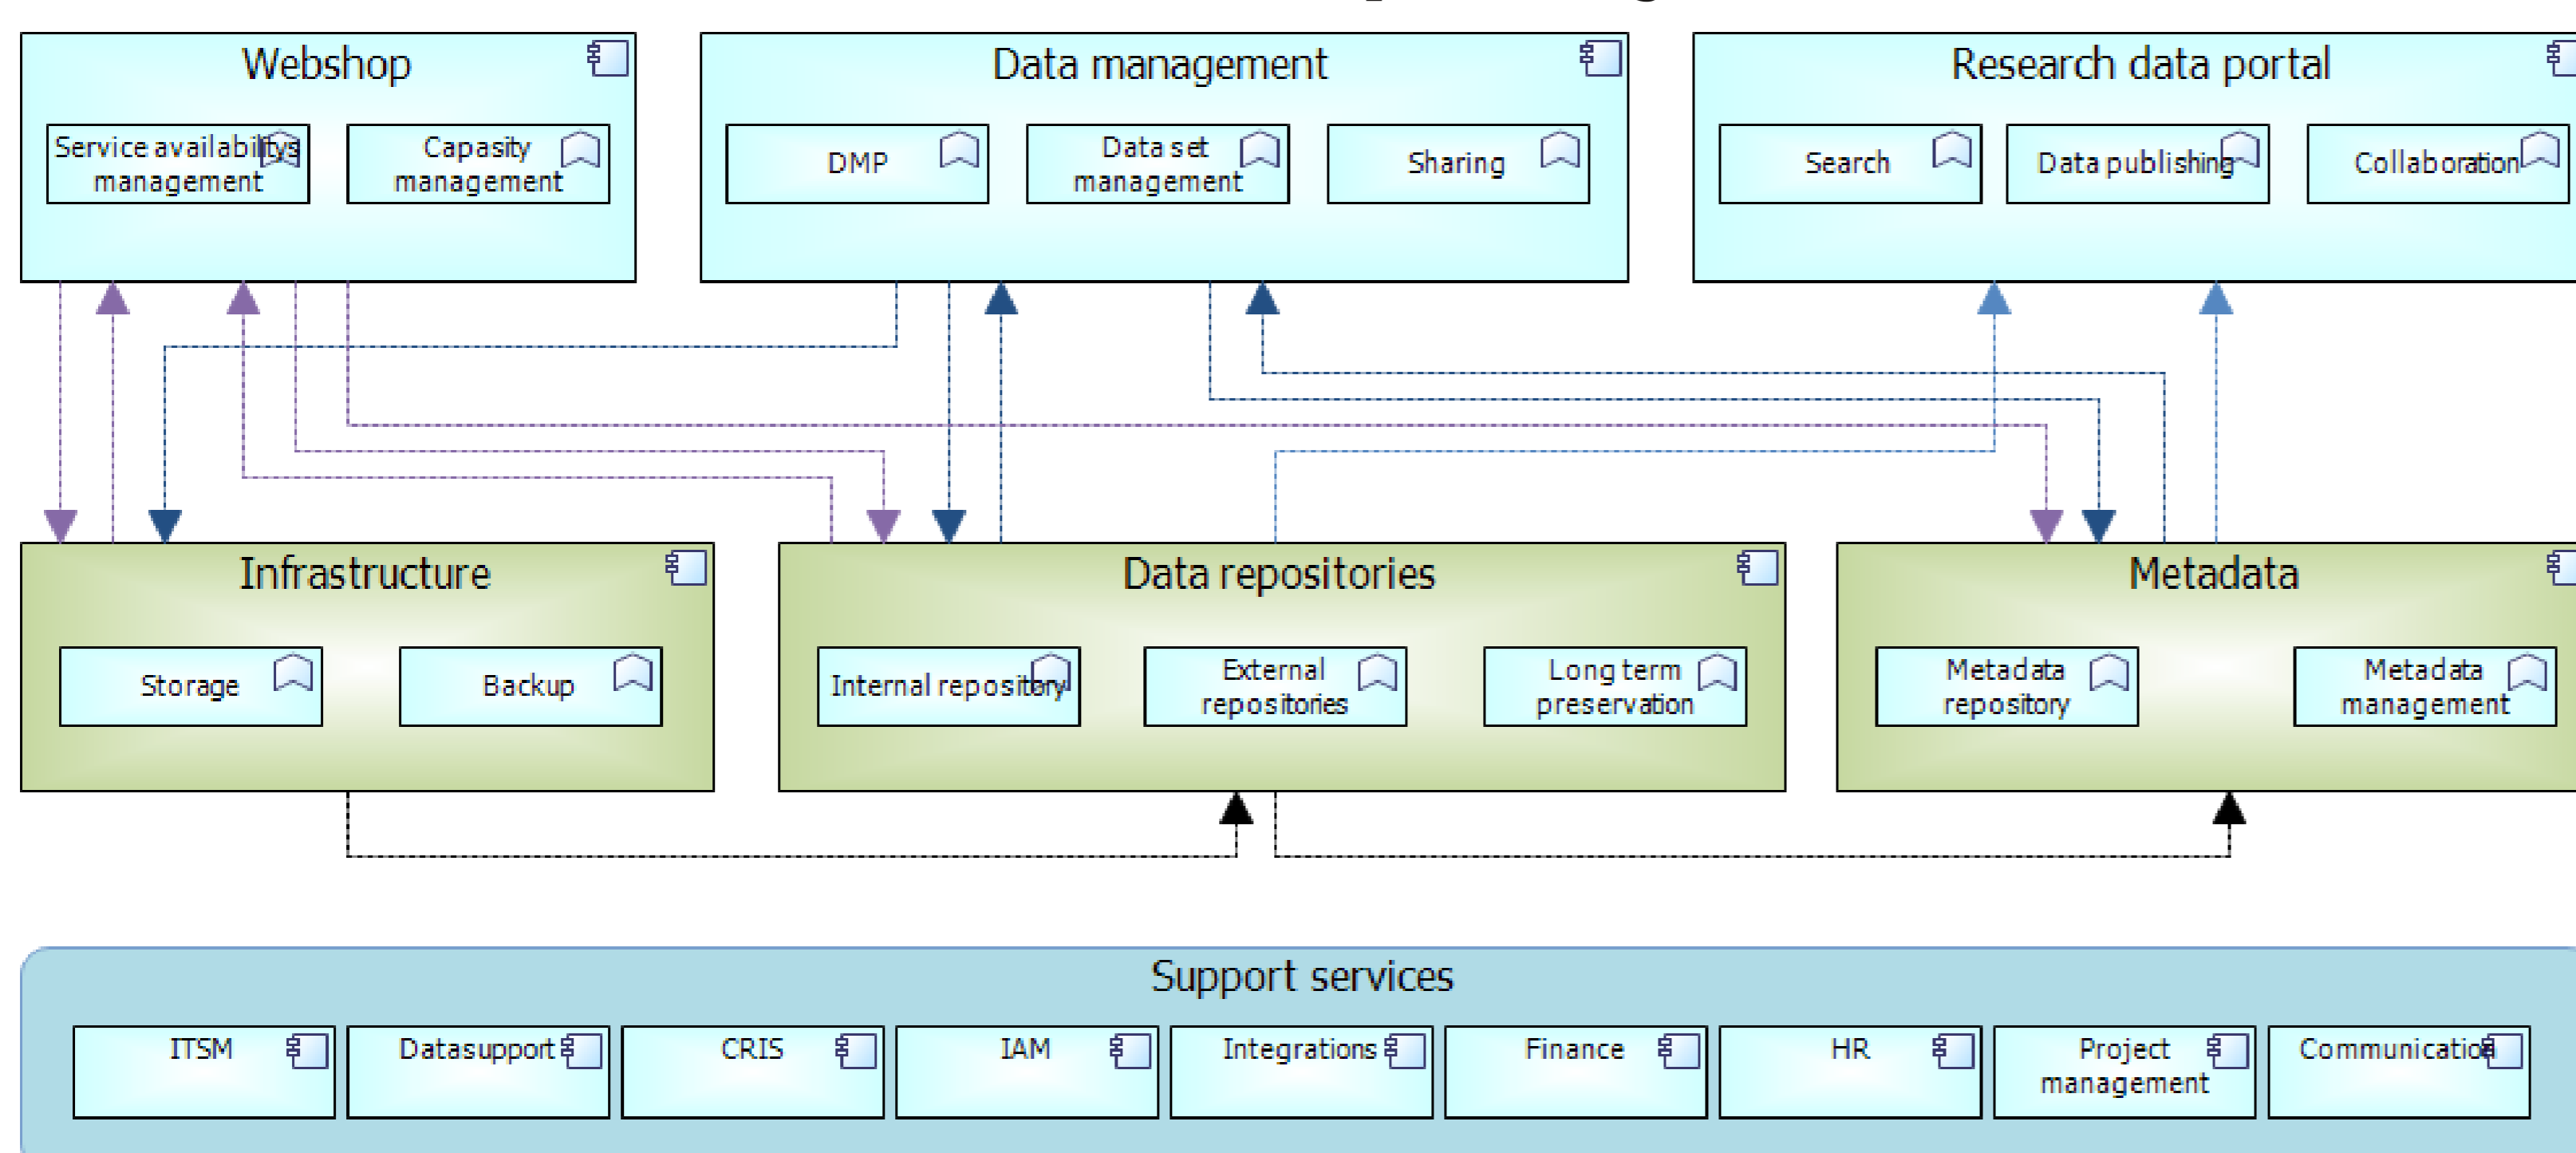 Webshop
Data management
Research data portal
Service availabilitys
management
Capasity
management
DMP
Data set
management
Sharing
Search
Data publishing
Collaboration
Infrastructure
Data repositories
Metadata
Storage
Backup
Internal repository
External
repositories
Long term
preservation
Metadata
repository
Metadata
management
Support services
ITSM
Datasupport
CRIS
IAM
Integrations
Finance
HR
Project
management
Communication